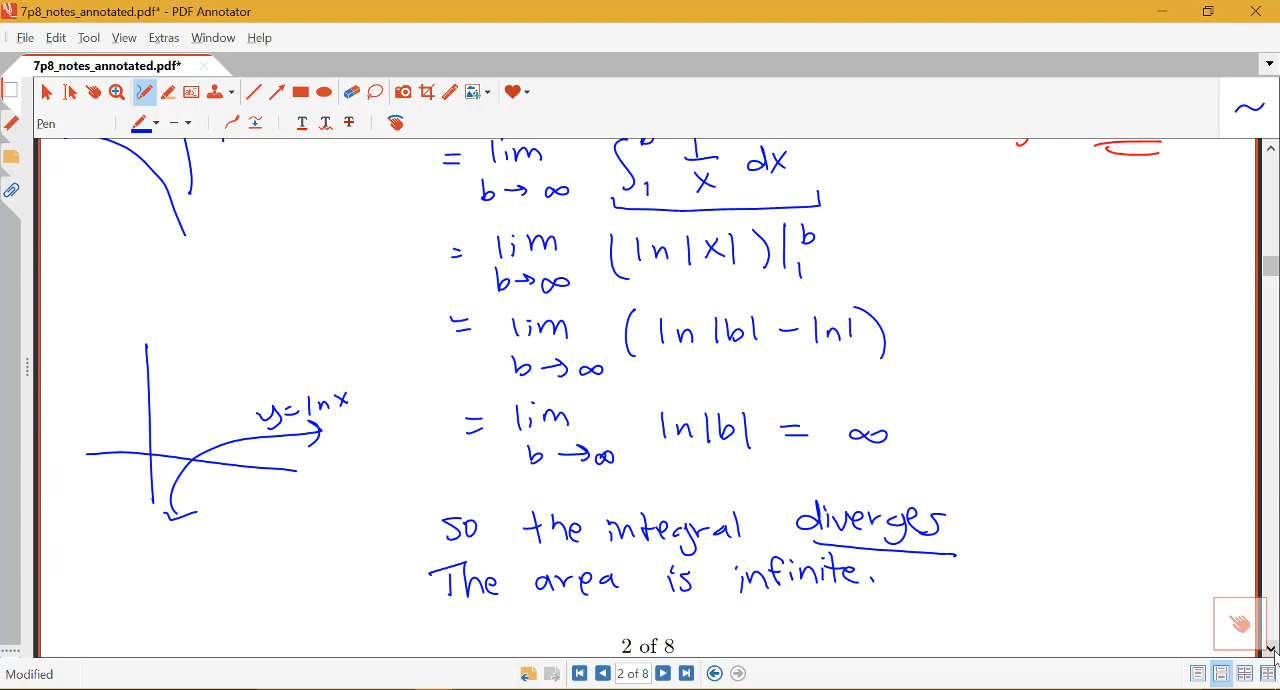 7p8_notes_annotated.pdf* - PDF Annotator
File Edit Tool View Extras Window Help
7p8_notes_annotated.pdf*
Pen
= lim b→∞ ∫₁ᵇ 1/x dx
= lim b→∞ (ln|x|)|₁ᵇ
= lim b→∞ (ln|b| - ln1)
y=lnx
= lim b→∞ ln|b| = ∞
so the integral diverges
The area is infinite.
2 of 8
Modified
2 of 8